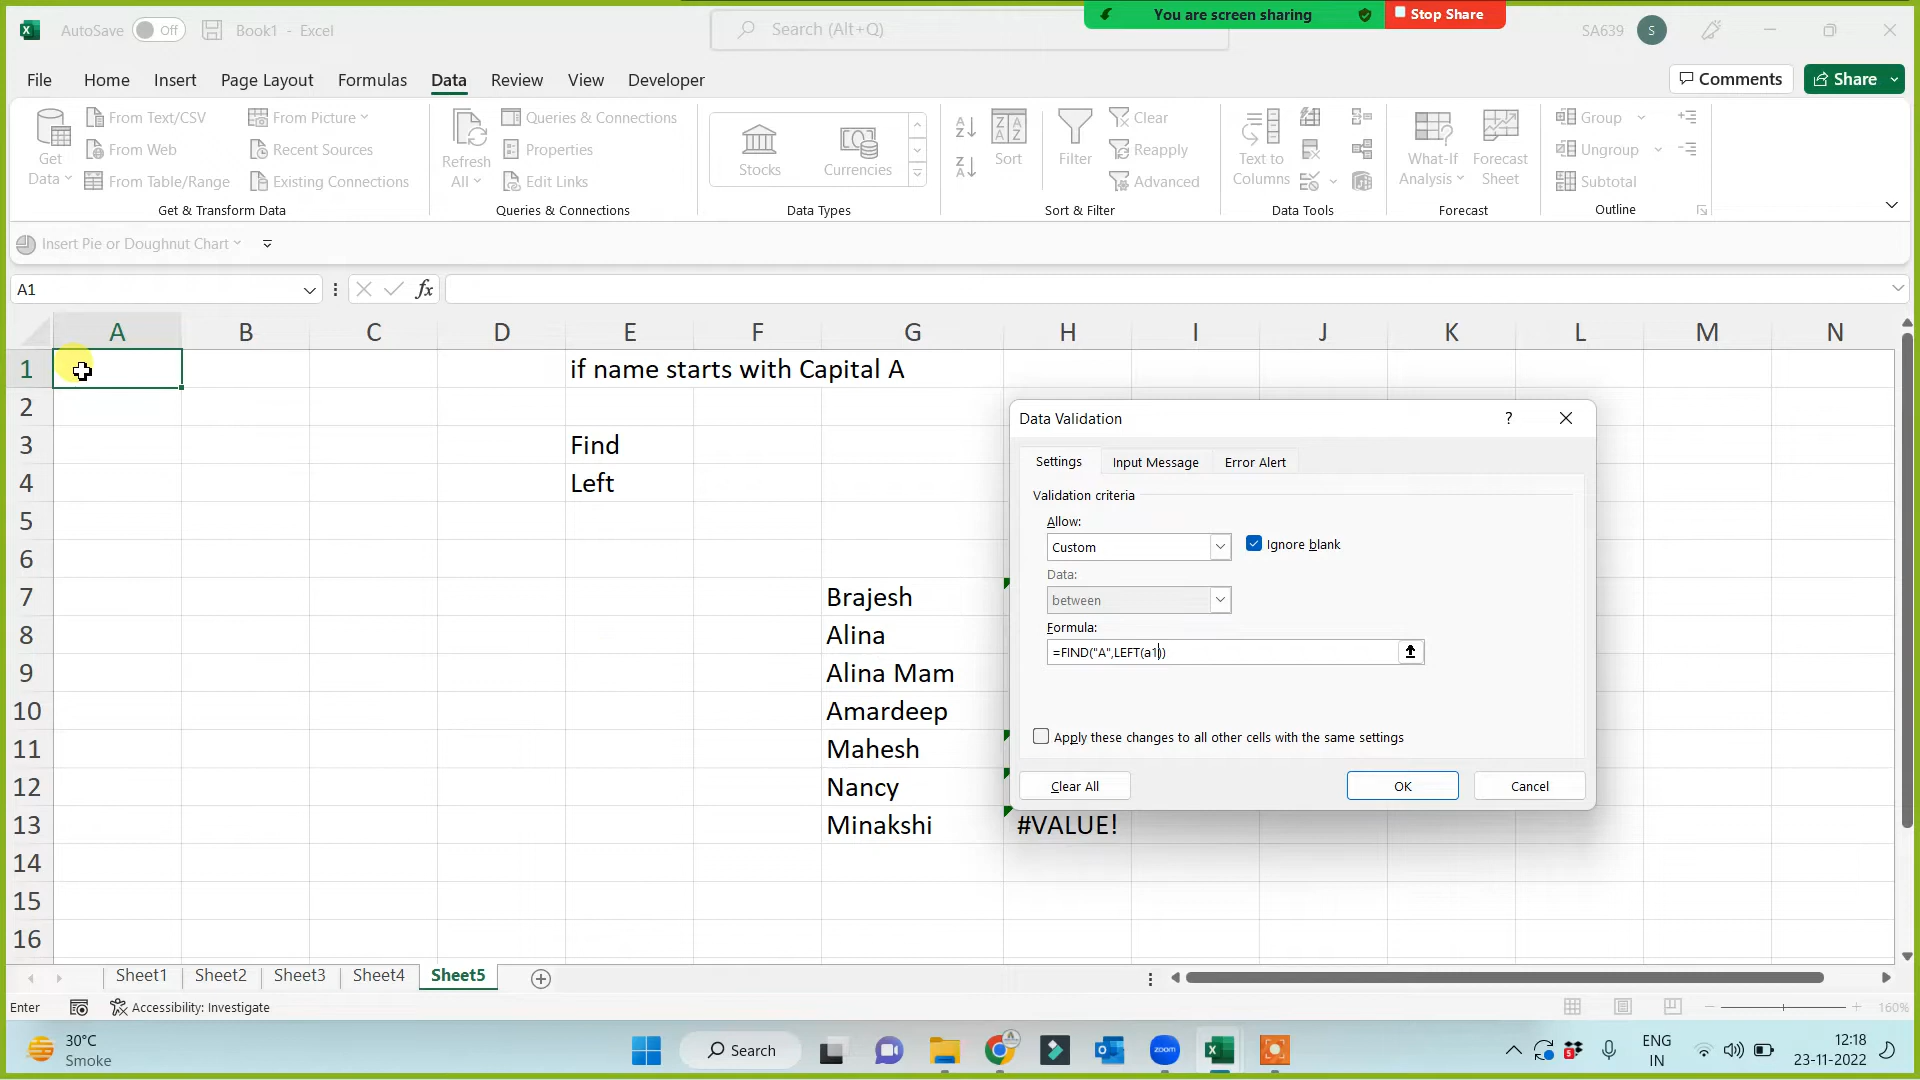 You are screen sharing
Stop Share
AutoSave Off Book1 - Excel
Search (Alt+Q)
SA639 S
File Home Insert Page Layout Formulas Data Review View Developer
Comments Share
Get Data
From Text/CSV
From Web
From Table/Range
From Picture
Recent Sources
Existing Connections
Get & Transform Data
Refresh All
Queries & Connections
Properties
Edit Links
Queries & Connections
Stocks
Currencies
Data Types
Sort
Filter
Clear
Reapply
Advanced
Sort & Filter
Text to Columns
Data Tools
What-If Analysis
Forecast Sheet
Forecast
Group
Ungroup
Subtotal
Outline
Insert Pie or Doughnut Chart
A1
fx
A B C D E F G H I J K L M N
1 if name starts with Capital A
2
3 Find
4 Left
5
6
7 Brajesh
8 Alina
9 Alina Mam
10 Amardeep
11 Mahesh
12 Nancy
13 Minakshi #VALUE!
14
15
16
Data Validation ?
Settings Input Message Error Alert
Validation criteria
Allow:
Custom Ignore blank
Data:
between
Formula:
=FIND("A",LEFT(a1))
Apply these changes to all other cells with the same settings
Clear All OK Cancel
Sheet1 Sheet2 Sheet3 Sheet4 Sheet5
Enter Accessibility: Investigate 160%
30°C
Smoke
Search
zoom
ENG
IN
12:18
23-11-2022